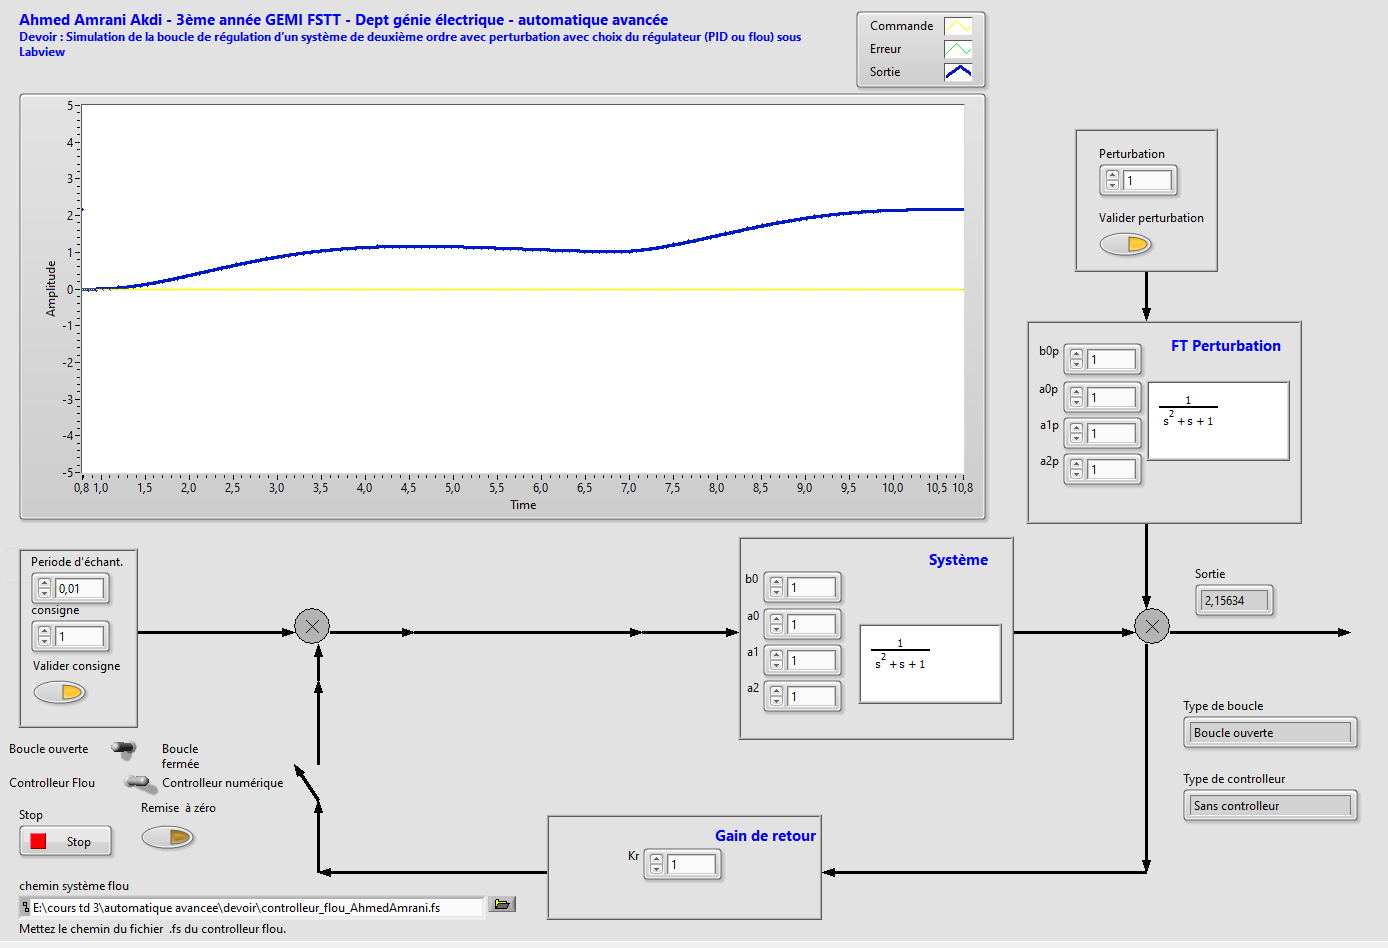 Ahmed Amrani Akdi - 3ème année GEMI FSTT - Dept génie électrique - automatique avancée
Devoir : Simulation de la boucle de régulation d'un système de deuxième ordre avec perturbation avec choix du régulateur (PID ou flou) sous
Labview
Commande
Erreur
Sortie
Amplitude
5
4
3
2
1
0
-1
-2
-3
-4
-5
0,8 1,0 1,5 2,0 2,5 3,0 3,5 4,0 4,5 5,0 5,5 6,0 6,5 7,0 7,5 8,0 8,5 9,0 9,5 10,0 10,5 10,8
Time
Perturbation
1
Valider perturbation
FT Perturbation
b0p 1
a0p 1
a1p 1
a2p 1
1
s2+s+1
Periode d'échant.
0,01
consigne
1
Valider consigne
Système
b0 1
a0 1
a1 1
a2 1
1
s2+s+1
Sortie
2,15634
Type de boucle
Boucle ouverte
Type de controlleur
Sans controlleur
Boucle ouverte
Boucle
fermée
Controlleur Flou
Controlleur numérique
Stop
Stop
Remise à zéro
Gain de retour
Kr 1
chemin système flou
E:\cours td 3\automatique avancee\devoir\controlleur_flou_AhmedAmrani.fs
Mettez le chemin du fichier .fs du controlleur flou.